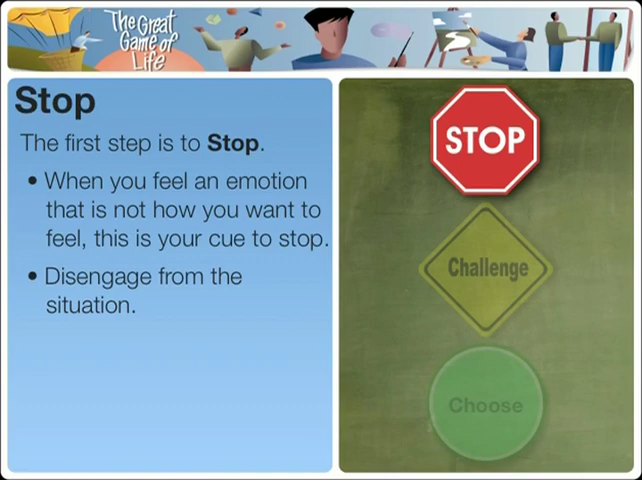 The Great
Game of
Life
Stop
The first step is to Stop.
• When you feel an emotion
that is not how you want to
feel, this is your cue to stop.
• Disengage from the
situation.
STOP
Challenge
Choose